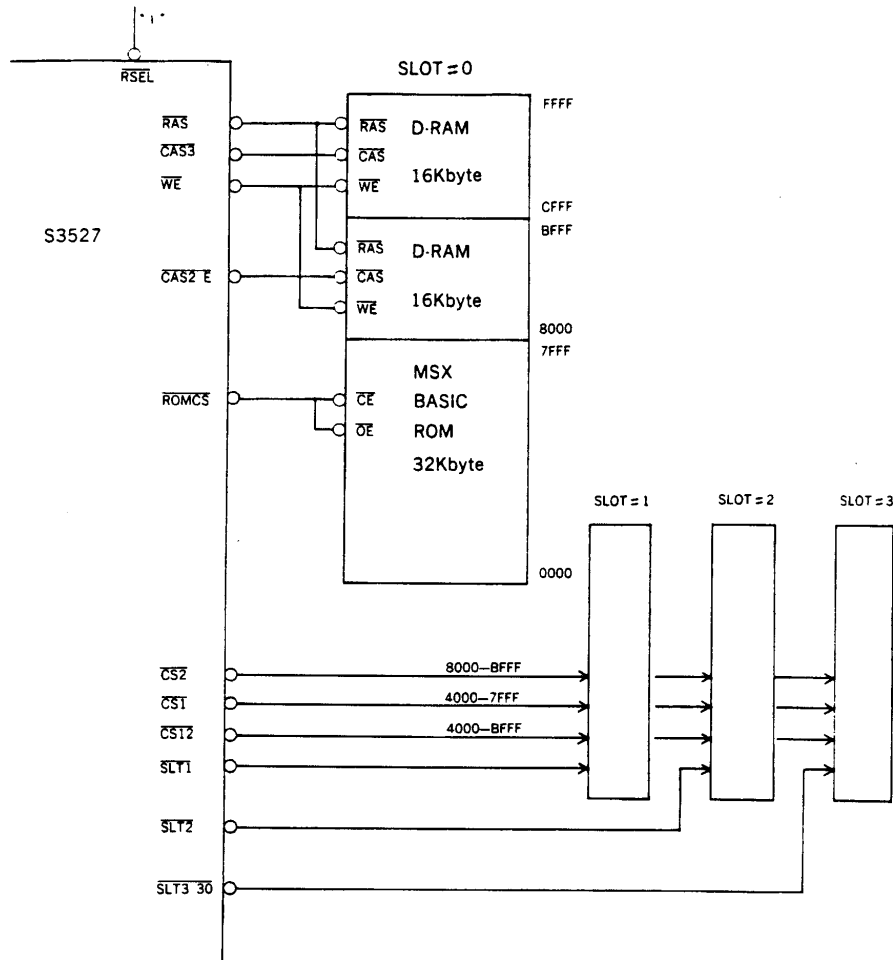 "1"
RSEL
SLOT=0
S3527
RAS
CAS3
WE
CAS2 E
ROMCS
RAS D-RAM
CAS
16Kbyte
WE
FFFF
CFFF
BFFF
RAS D-RAM
CAS
16Kbyte
WE
8000
7FFF
MSX
CE BASIC
OE ROM
32Kbyte
0000
SLOT=1
SLOT=2
SLOT=3
CS2
8000—BFFF
CS1
4000—7FFF
CS12
4000—BFFF
SLT1
SLT2
SLT3 30